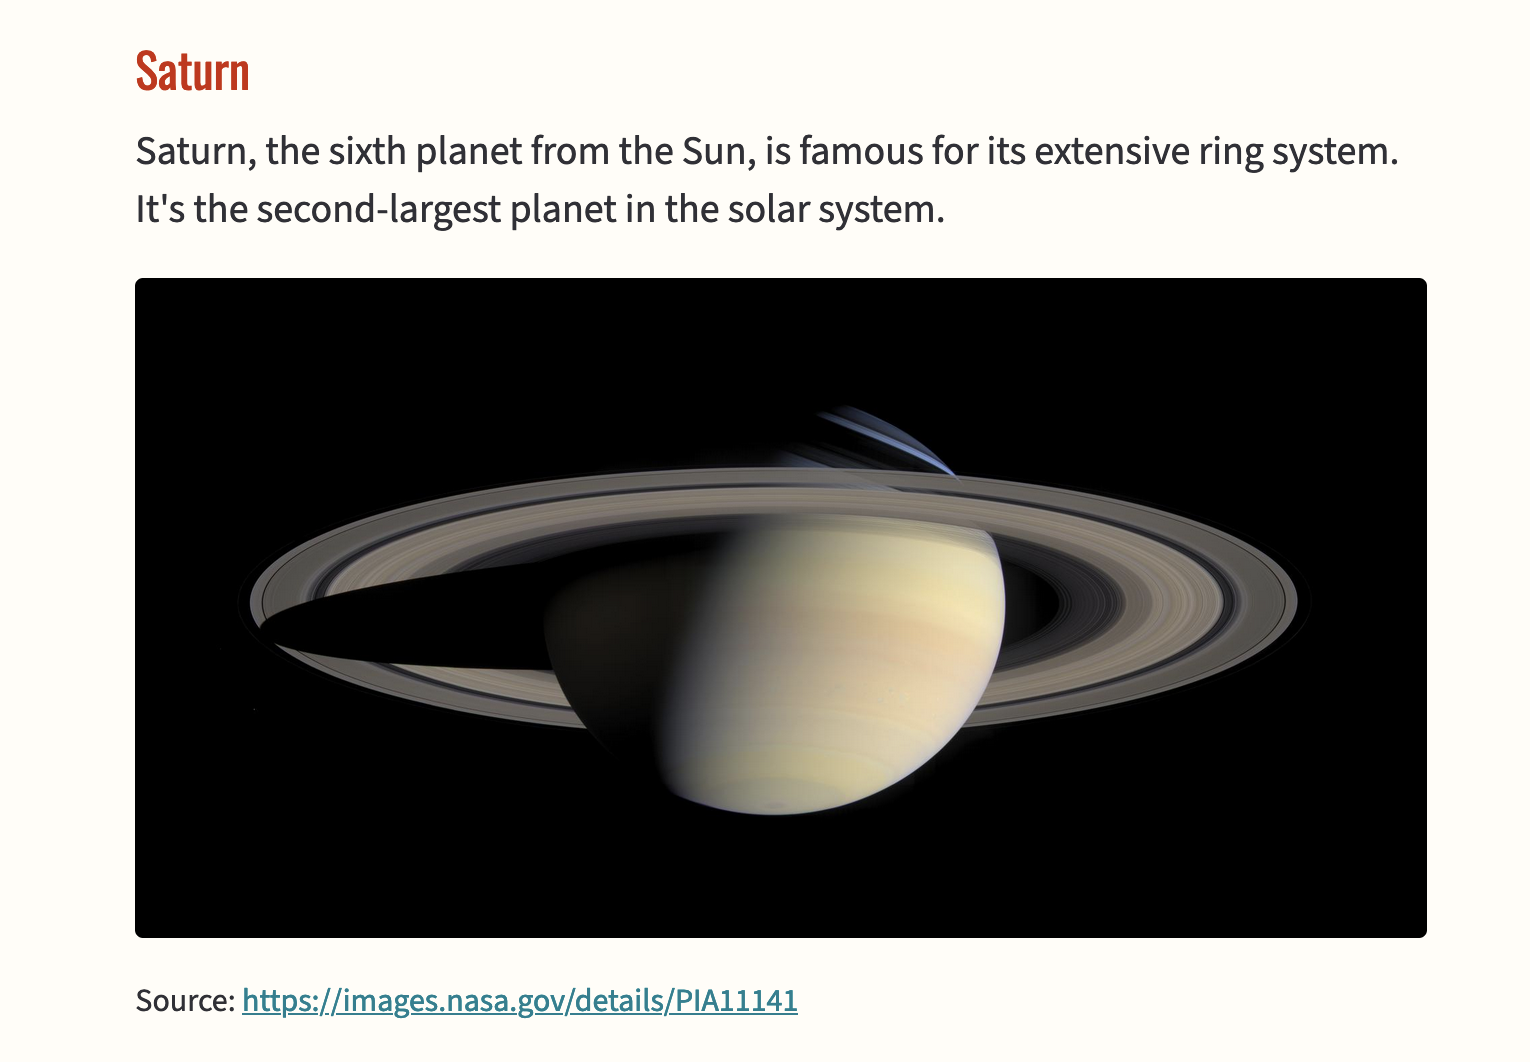 Saturn
Saturn, the sixth planet from the Sun, is famous for its extensive ring system.
It's the second-largest planet in the solar system.
Source: https://images.nasa.gov/details/PIA11141